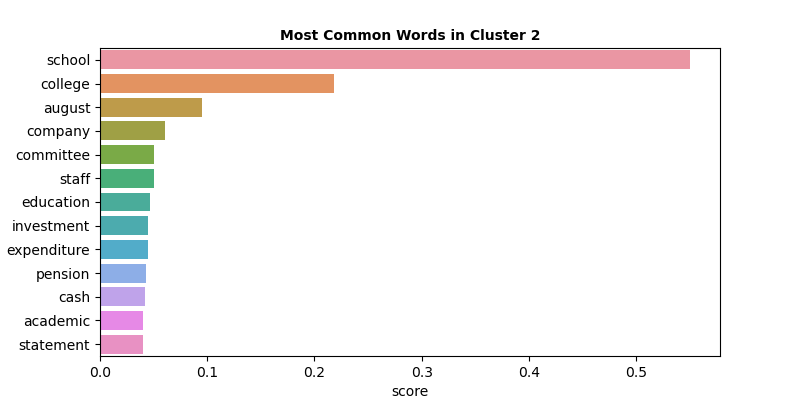 Most Common Words in Cluster 2
school
college
august
company
committee
staff
education
investment
expenditure
pension
cash
academic
statement
0.0 0.1 0.2 0.3 0.4 0.5
score